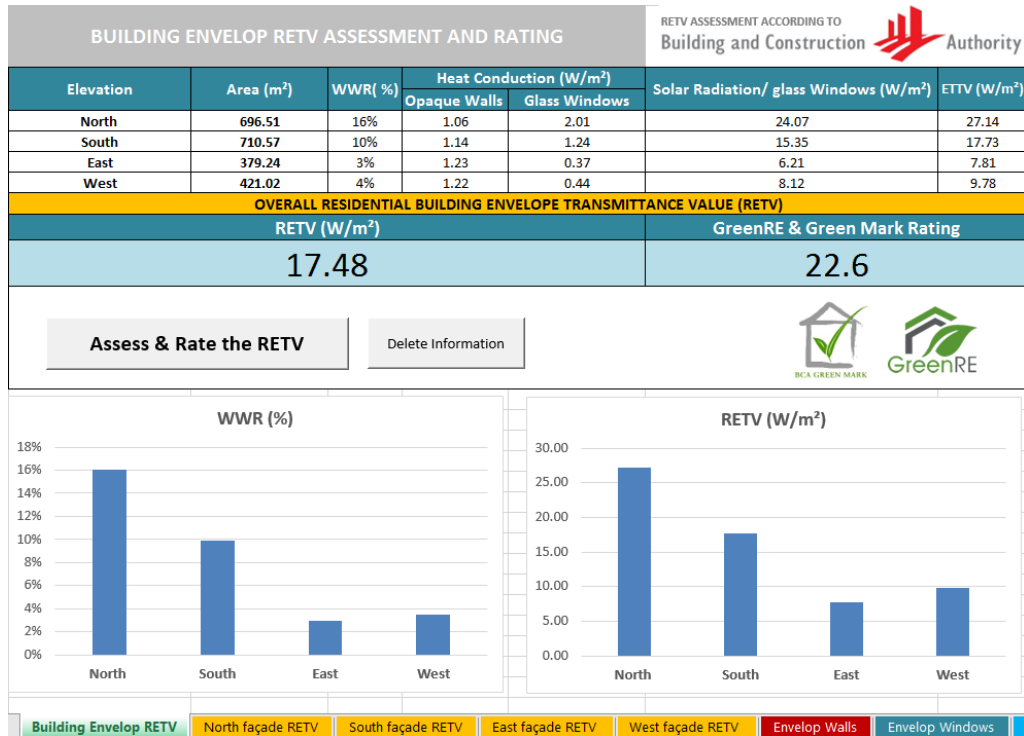 BUILDING ENVELOP RETV ASSESSMENT AND RATING
RETV ASSESSMENT ACCORDING TO
Building and Construction Authority
Elevation Area (m²) WWR( %) Heat Conduction (W/m²) Solar Radiation/ glass Windows (W/m²) ETTV (W/m²)
Opaque Walls Glass Windows
North 696.51 16% 1.06 2.01 24.07 27.14
South 710.57 10% 1.14 1.24 15.35 17.73
East 379.24 3% 1.23 0.37 6.21 7.81
West 421.02 4% 1.22 0.44 8.12 9.78
OVERALL RESIDENTIAL BUILDING ENVELOPE TRANSMITTANCE VALUE (RETV)
RETV (W/m²) GreenRE & Green Mark Rating
17.48 22.6
Assess & Rate the RETV
Delete Information
BCA GREEN MARK
GreenRE
WWR (%)
18%
16%
14%
12%
10%
8%
6%
4%
2%
0%
North South East West
RETV (W/m²)
30.00
25.00
20.00
15.00
10.00
5.00
0.00
North South East West
Building Envelop RETV North façade RETV South façade RETV East façade RETV West façade RETV Envelop Walls Envelop Windows